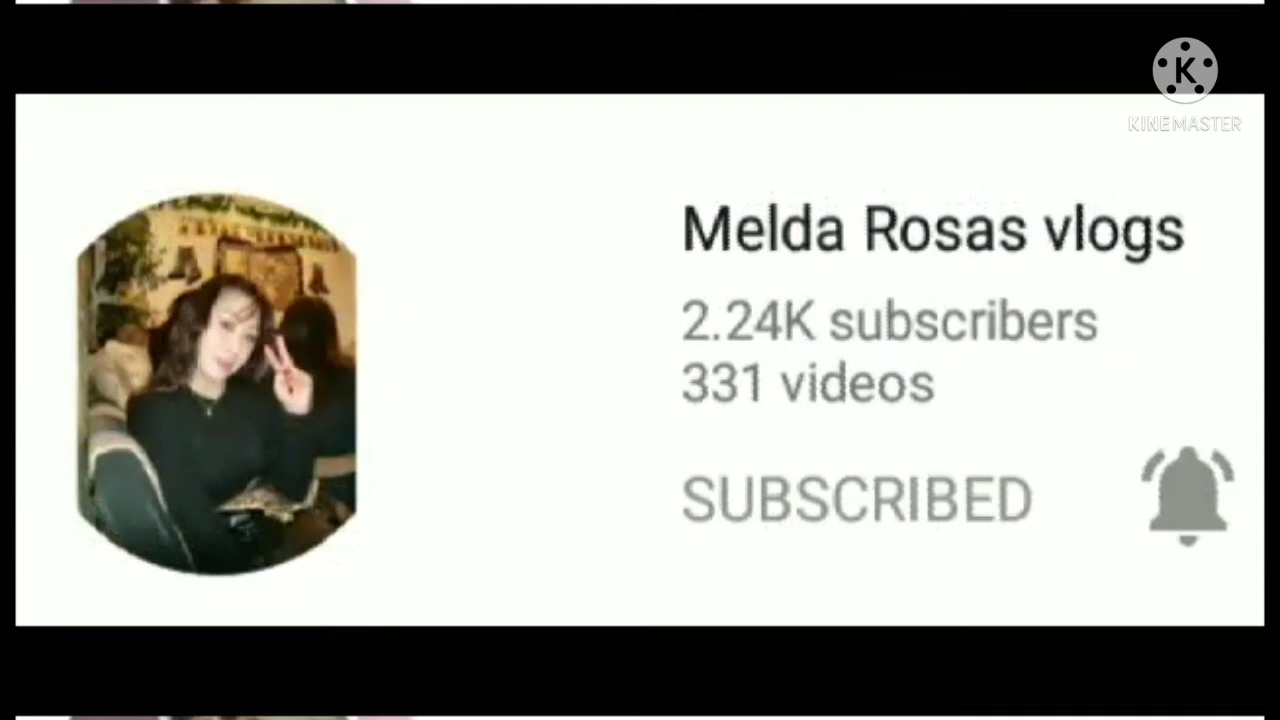 K
KINEMASTER
Melda Rosas vlogs
2.24K subscribers
331 videos
SUBSCRIBED